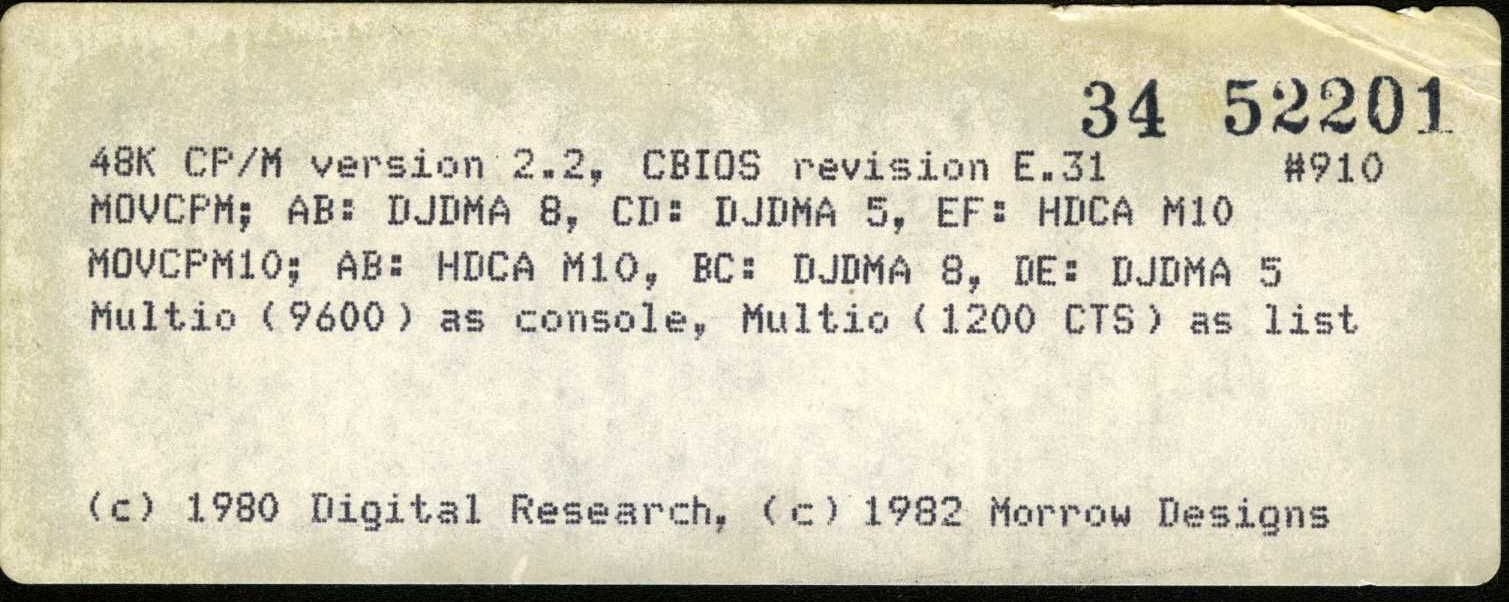 34 52201
48K CP/M version 2.2, CBIOS revision E.31 #910
MOVCPM; AB: DJDMA 8, CD: DJDMA 5, EF: HDCA M10
MOVCPM10; AB: HDCA M10, BC: DJDMA 8, DE: DJDMA 5
Multio (9600) as console, Multio (1200 CTS) as list
(c) 1980 Digital Research, (c) 1982 Morrow Designs